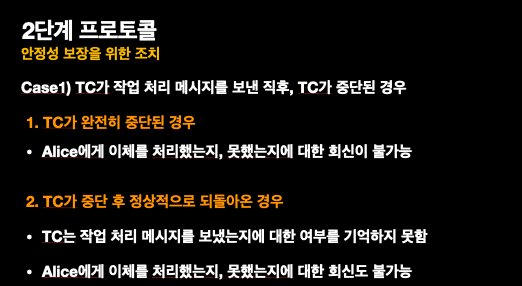 2단계 프로토콜
안정성 보장을 위한 조치
Case1) TC가 작업 처리 메시지를 보낸 직후, TC가 중단된 경우
1. TC가 완전히 중단된 경우
• Alice에게 이체를 처리했는지, 못했는지에 대한 회신이 불가능
2. TC가 중단 후 정상적으로 되돌아온 경우
• TC는 작업 처리 메시지를 보냈는지에 대한 여부를 기억하지 못함
• Alice에게 이체를 처리했는지, 못했는지에 대한 회신도 불가능